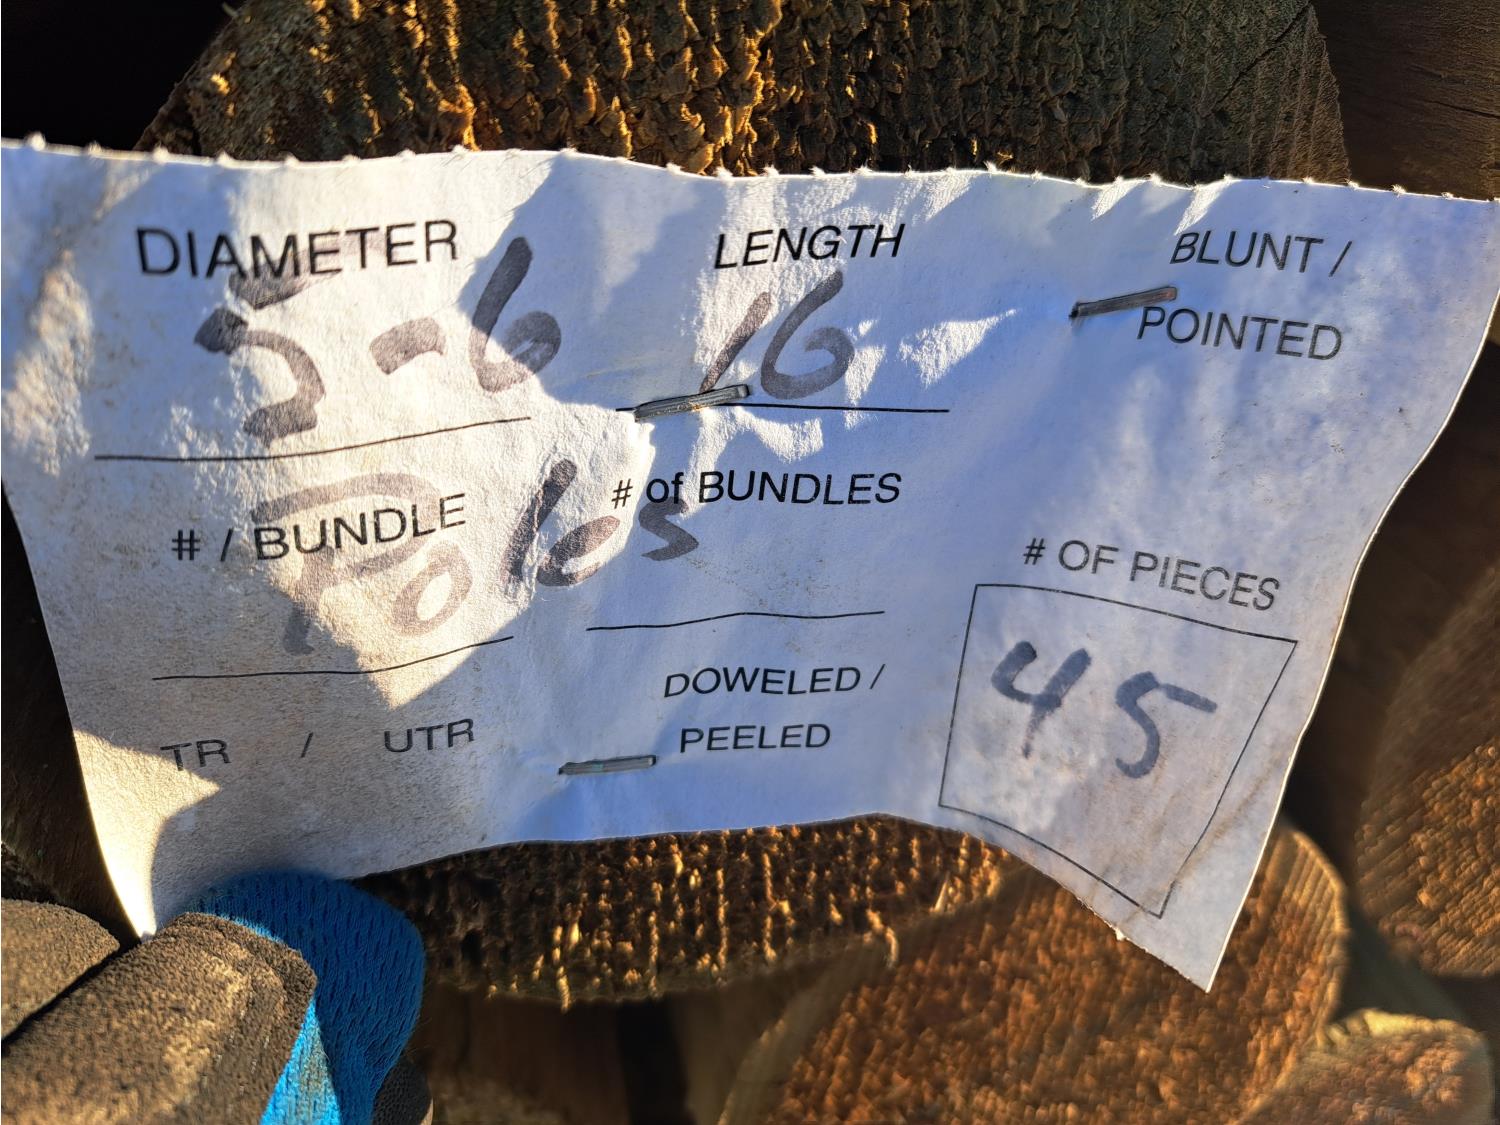 DIAMETER LENGTH BLUNT /
POINTED
5-6 16
# / BUNDLE # of BUNDLES
Poles
# OF PIECES
45
TR / UTR DOWELED /
PEELED